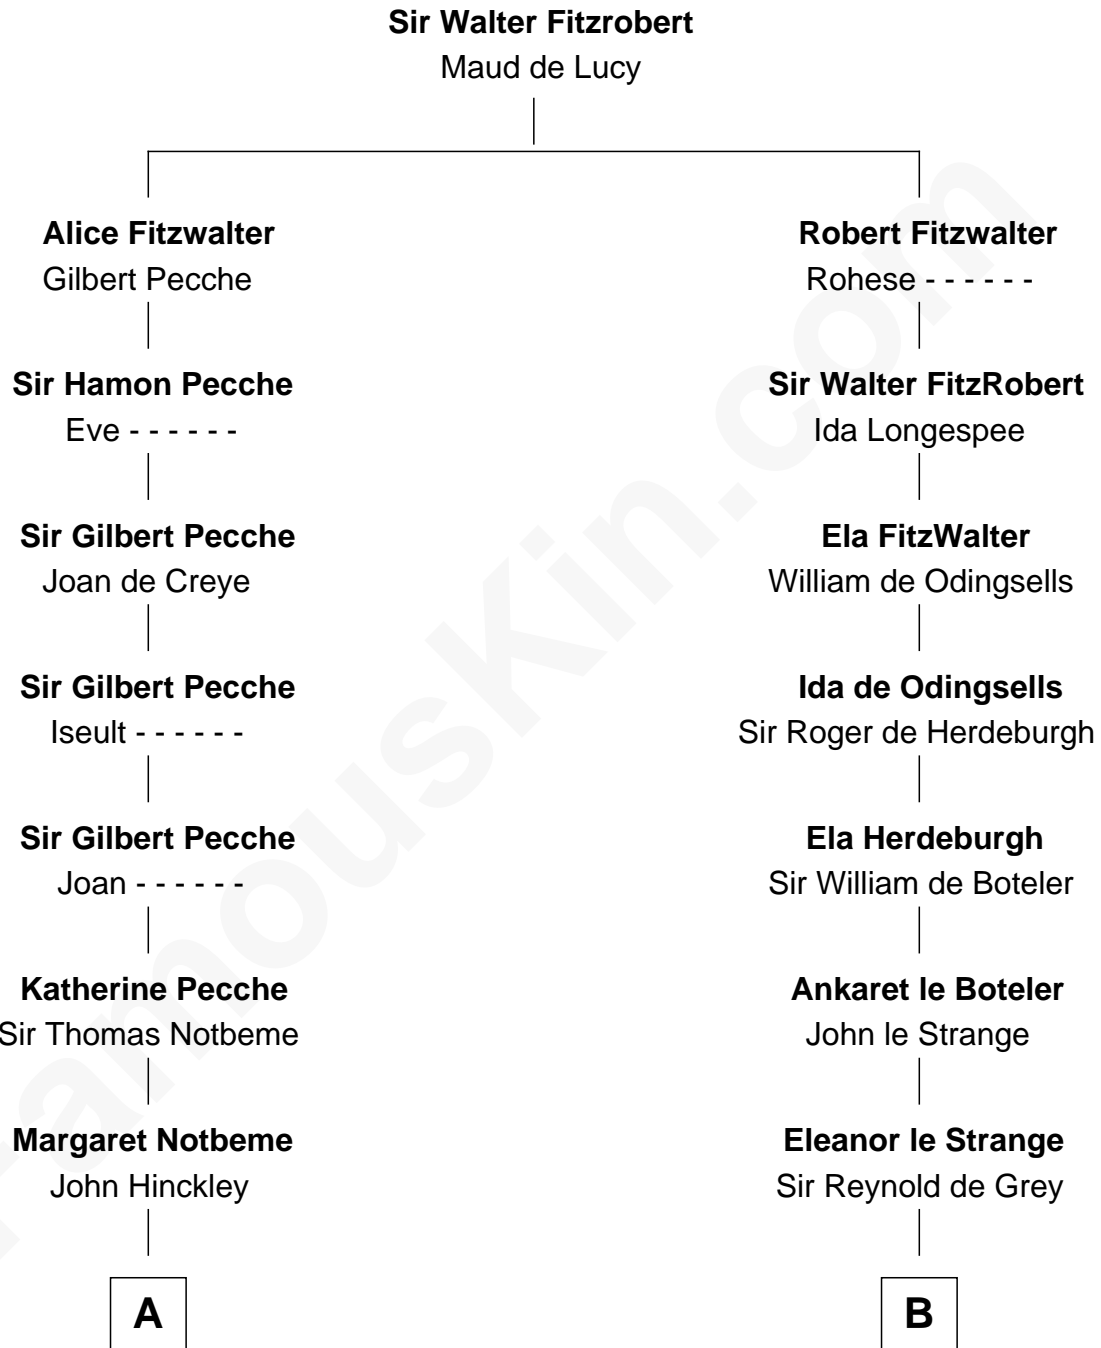 Sir Walter Fitzrobert
Maud de Lucy
Alice Fitzwalter
Gilbert Pecche
Robert Fitzwalter
Rohese - - - - - -
Sir Hamon Pecche
Eve - - - - - -
Sir Walter FitzRobert
Ida Longespee
Sir Gilbert Pecche
Joan de Creye
Ela FitzWalter
William de Odingsells
Sir Gilbert Pecche
Iseult - - - - - -
Ida de Odingsells
Sir Roger de Herdeburgh
Sir Gilbert Pecche
Joan - - - - - -
Ela Herdeburgh
Sir William de Boteler
Katherine Pecche
Sir Thomas Notbeme
Ankaret le Boteler
John le Strange
Margaret Notbeme
John Hinckley
Eleanor le Strange
Sir Reynold de Grey
A
B
FamousKin.com